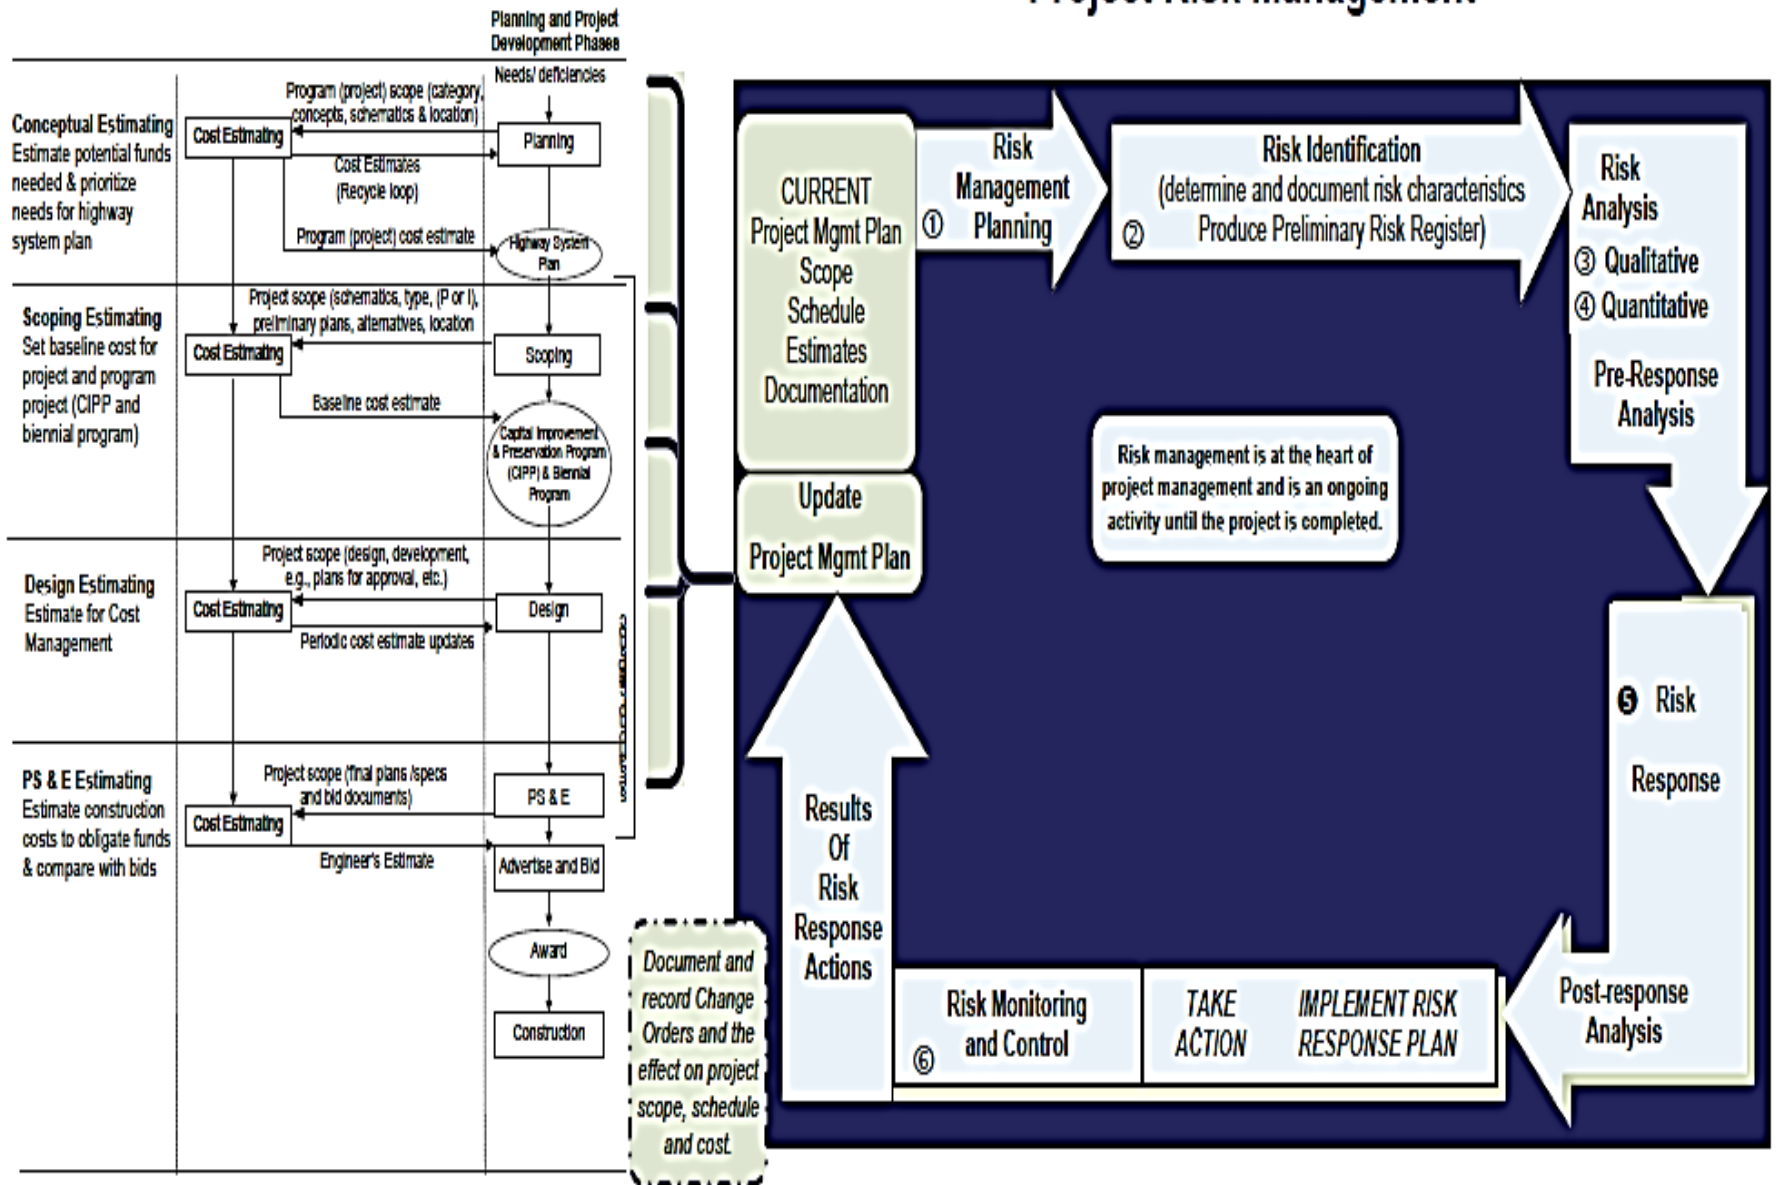 Project Risk Management
Planning and Project
Development Phases
Needs/ deficiencies
Conceptual Estimating
Estimate potential funds
needed & prioritize
needs for highway
system plan
Program (project) scope (category,
concepts, schematics & location)
Cost Estimating
Planning
Cost Estimates
(Recycle loop)
Program (project) cost estimate
Highway System
Plan
Scoping Estimating
Set baseline cost for
project and program
project (CIPP and
biennial program)
Project scope (schematics, type, (P or I),
preliminary plans, alternatives, location
Cost Estimating
Scoping
Baseline cost estimate
Capital Improvement
& Preservation Program
(CIPP) & Biennial
Program
Design Estimating
Estimate for Cost
Management
Project scope (design, development,
e.g., plans for approval, etc.)
Cost Estimating
Design
Periodic cost estimate updates
PS & E Estimating
Estimate construction
costs to obligate funds
& compare with bids
Project scope (final plans /specs
and bid documents)
PS & E
Cost Estimating
Engineer's Estimate
Advertise and Bid
Award
Construction
Document and
record Change
Orders and the
effect on project
scope, schedule
and cost.
CURRENT
Project Mgmt Plan
Scope
Schedule
Estimates
Documentation
Update
Project Mgmt Plan
Risk
Management
① Planning
Risk Identification
(determine and document risk characteristics
② Produce Preliminary Risk Register)
Risk
Analysis
③ Qualitative
④ Quantitative
Pre-Response
Analysis
Risk management is at the heart of
project management and is an ongoing
activity until the project is completed.
❺ Risk
Response
Post-response
Analysis
TAKE
ACTION
IMPLEMENT RISK
RESPONSE PLAN
Risk Monitoring
⑥ and Control
Results
Of
Risk
Response
Actions